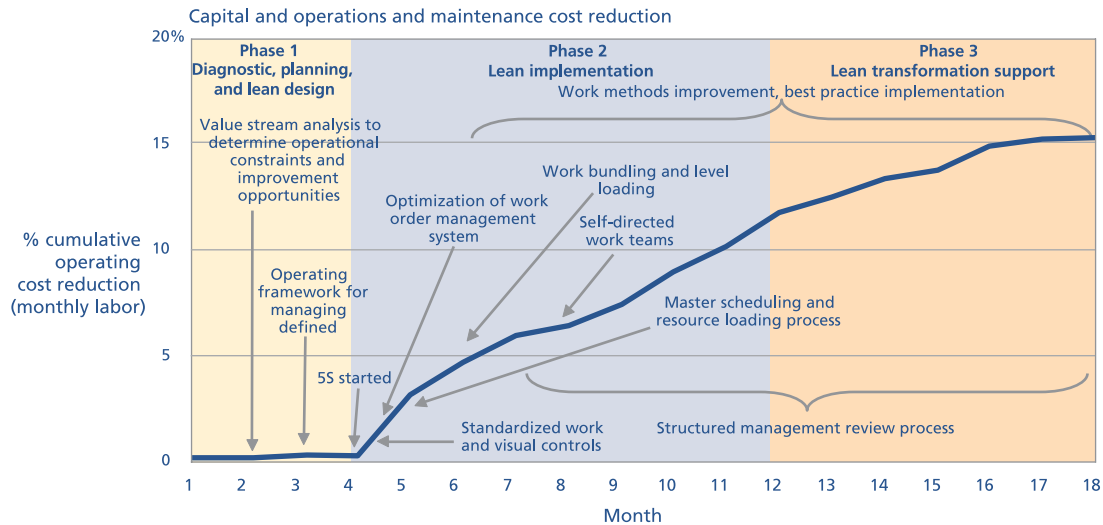 Capital and operations and maintenance cost reduction
20%
Phase 1
Diagnostic, planning,
and lean design
Phase 2
Lean implementation
Phase 3
Lean transformation support
Work methods improvement, best practice implementation
Value stream analysis to
determine operational
constraints and
improvement
opportunities
15
Work bundling and level
loading
Optimization of work
order management
system
Self-directed
work teams
% cumulative
operating
cost reduction
(monthly labor)
10
Operating
framework for
managing
defined
Master scheduling and
resource loading process
5
5S started
Standardized work
and visual controls
Structured management review process
0
1 2 3 4 5 6 7 8 9 10 11 12 13 14 15 16 17 18
Month